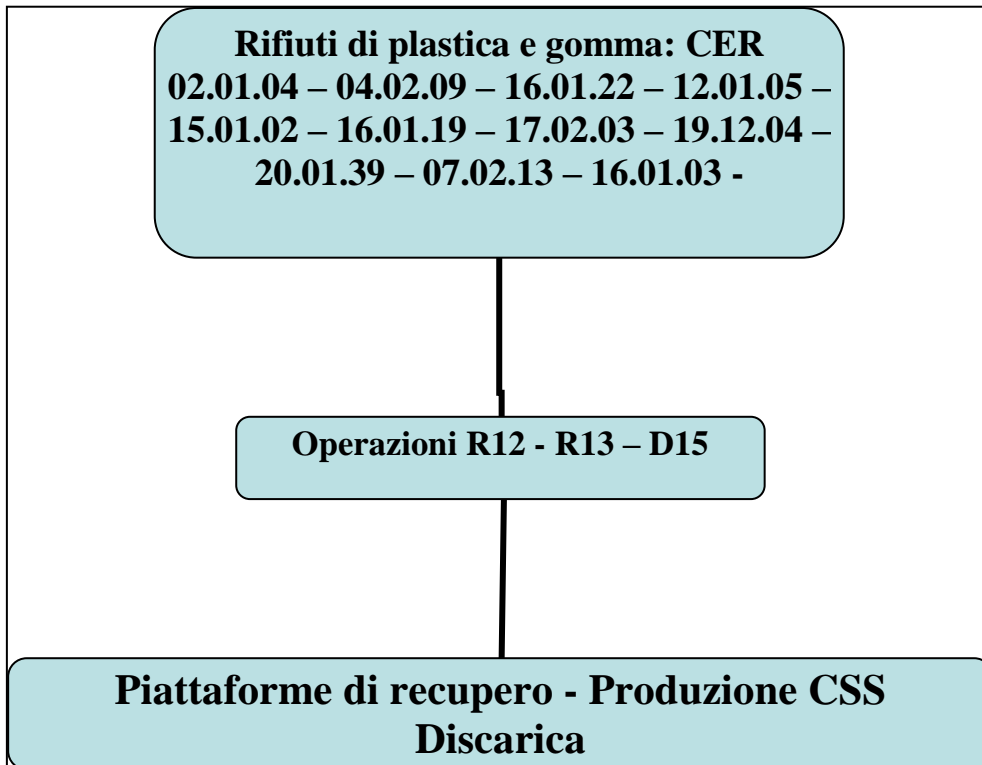 Rifiuti di plastica e gomma: CER
02.01.04 – 04.02.09 – 16.01.22 – 12.01.05 –
15.01.02 – 16.01.19 – 17.02.03 – 19.12.04 –
20.01.39 – 07.02.13 – 16.01.03 -
Operazioni R12 - R13 – D15
Piattaforme di recupero - Produzione CSS
Discarica